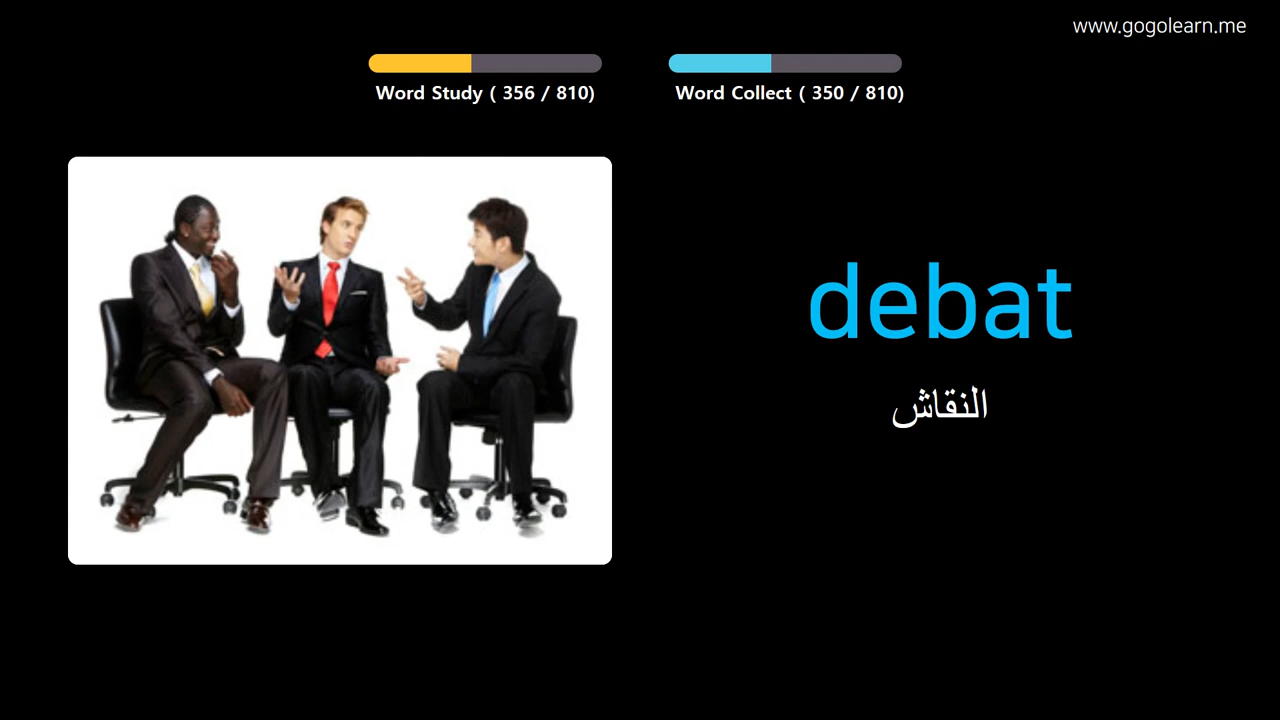 www.gogolearn.me
Word Study ( 356 / 810)
Word Collect ( 350 / 810)
debat
النقاش